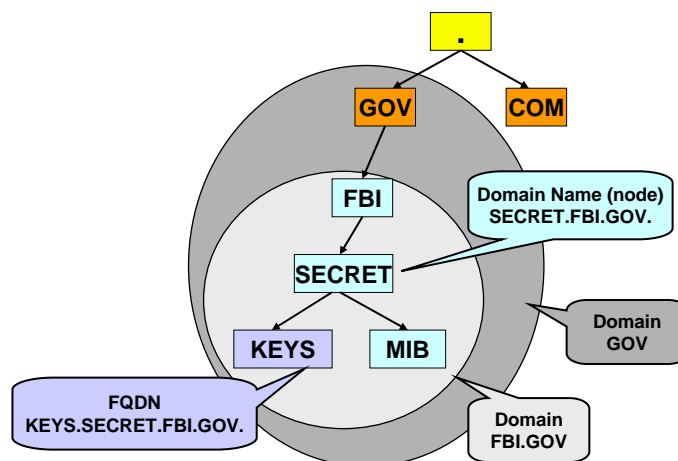 .
GOV
COM
FBI
Domain Name (node)
SECRET.FBI.GOV.
SECRET
KEYS
MIB
Domain
GOV
FQDN
KEYS.SECRET.FBI.GOV.
Domain
FBI.GOV